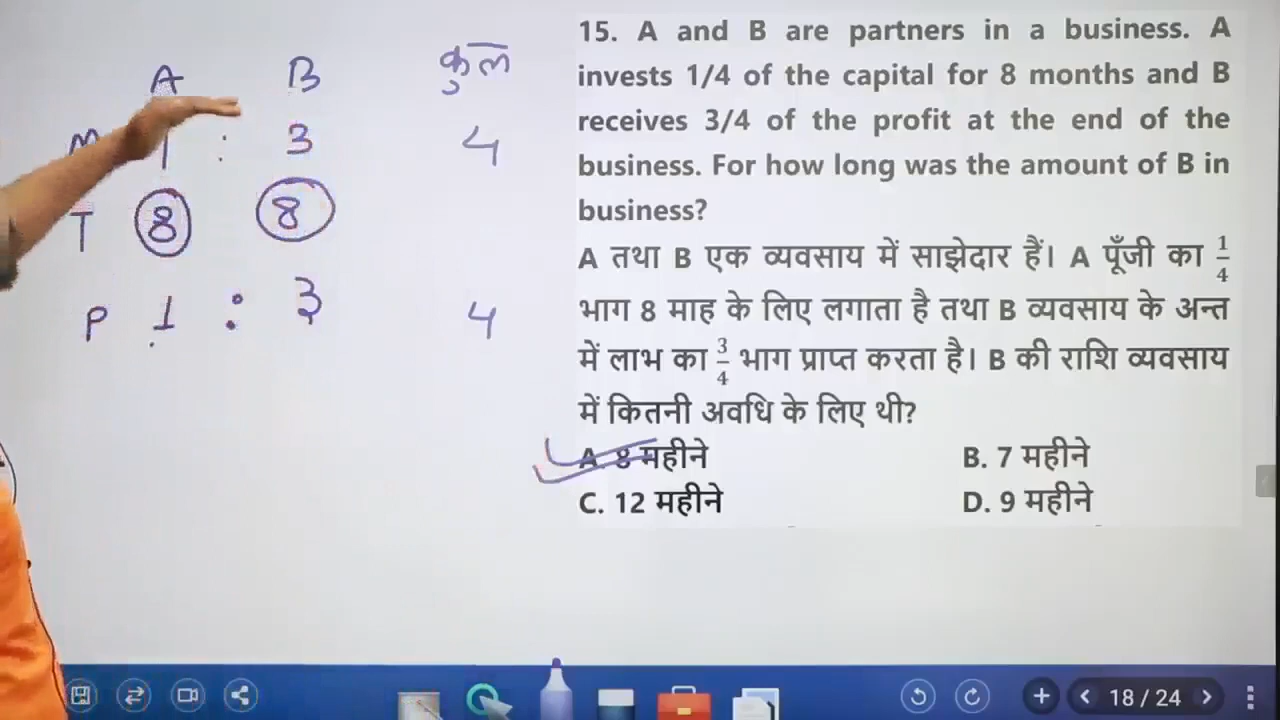 A B कुल
M 1 : 3 4
T 8 8
P 1 : 3 4
15. A and B are partners in a business. A
invests 1/4 of the capital for 8 months and B
receives 3/4 of the profit at the end of the
business. For how long was the amount of B in
business?
A तथा B एक व्यवसाय में साझेदार हैं। A पूँजी का 1/4
भाग 8 माह के लिए लगाता है तथा B व्यवसाय के अन्त
में लाभ का 3/4 भाग प्राप्त करता है। B की राशि व्यवसाय
में कितनी अवधि के लिए थी?
A. 8 महीने B. 7 महीने
C. 12 महीने D. 9 महीने
18 / 24